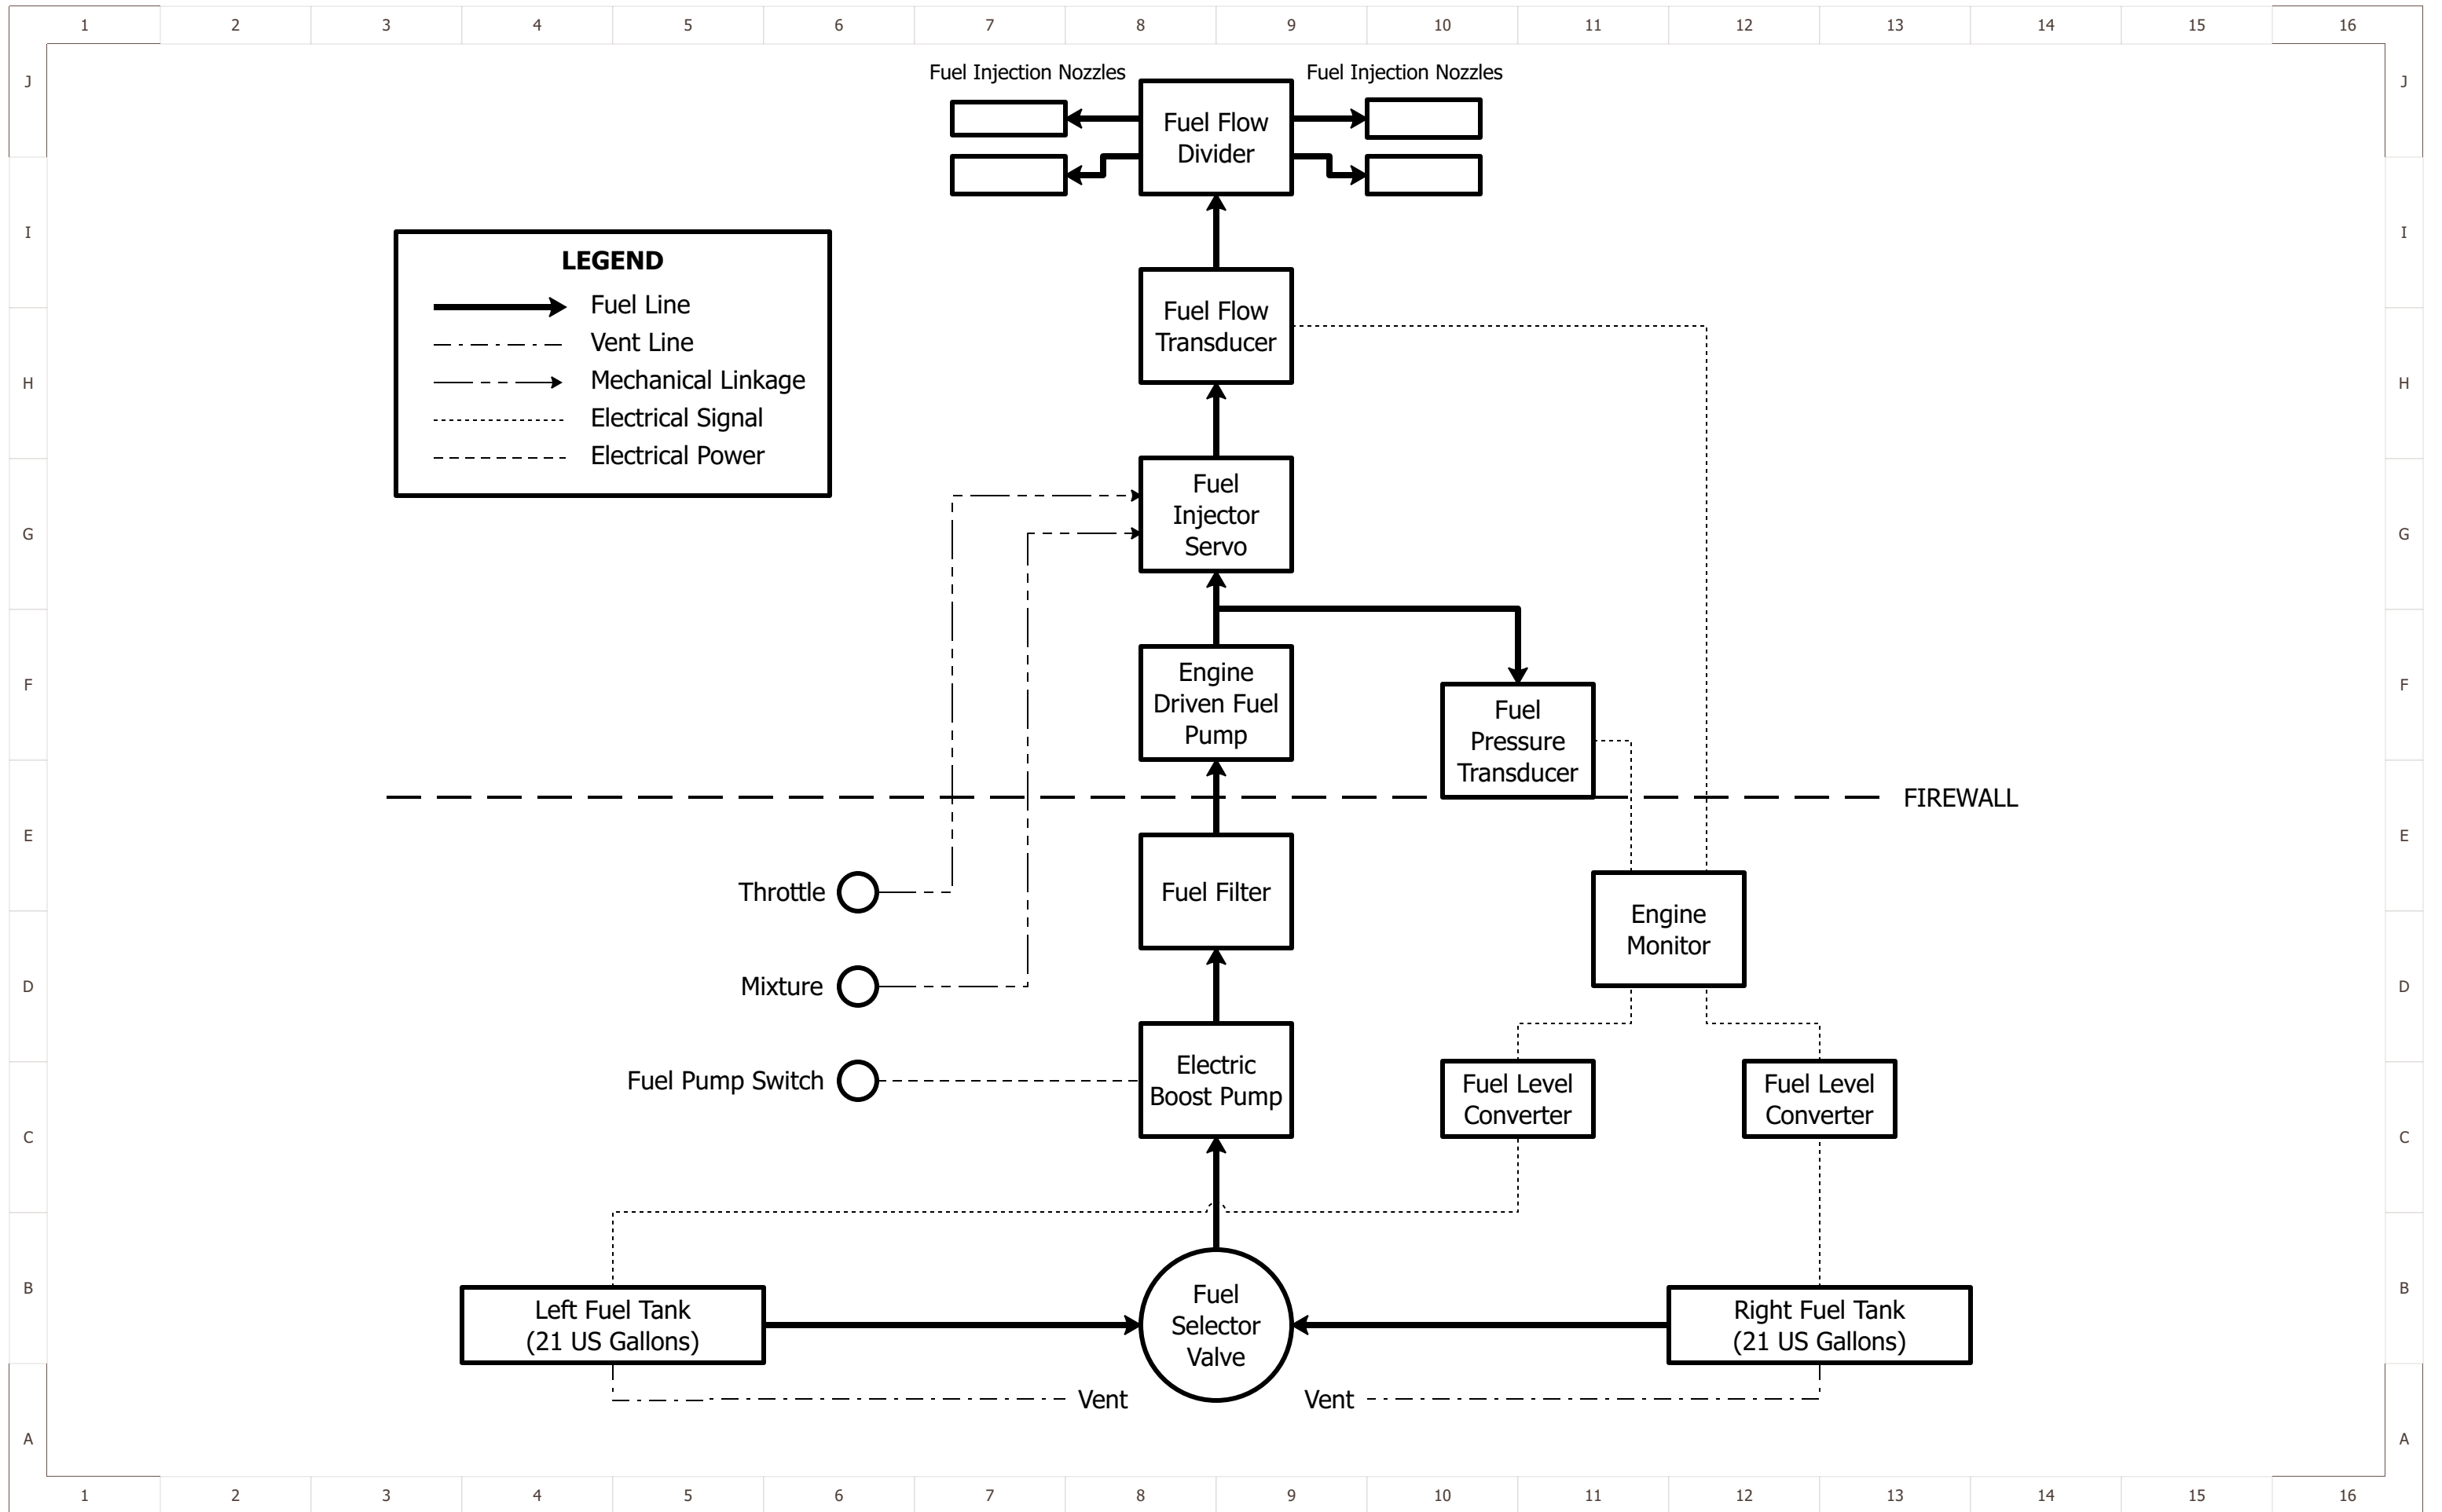 1 2 3 4 5 6 7 8 9 10 11 12 13 14 15 16
J J
Fuel Injection Nozzles Fuel Injection Nozzles
Fuel Flow
Divider
I I
LEGEND
Fuel Line
Vent Line
Mechanical Linkage
Electrical Signal
Electrical Power
Fuel Flow
Transducer
H H
Fuel
Injector
Servo
G G
Engine
Driven Fuel
Pump
F F
Fuel
Pressure
Transducer
FIREWALL
E E
Throttle
Fuel Filter
Engine
Monitor
Mixture
D D
Fuel Pump Switch
Electric
Boost Pump
Fuel Level
Converter
Fuel Level
Converter
C C
B B
Left Fuel Tank
(21 US Gallons)
Fuel
Selector
Valve
Right Fuel Tank
(21 US Gallons)
Vent Vent
A A
1 2 3 4 5 6 7 8 9 10 11 12 13 14 15 16